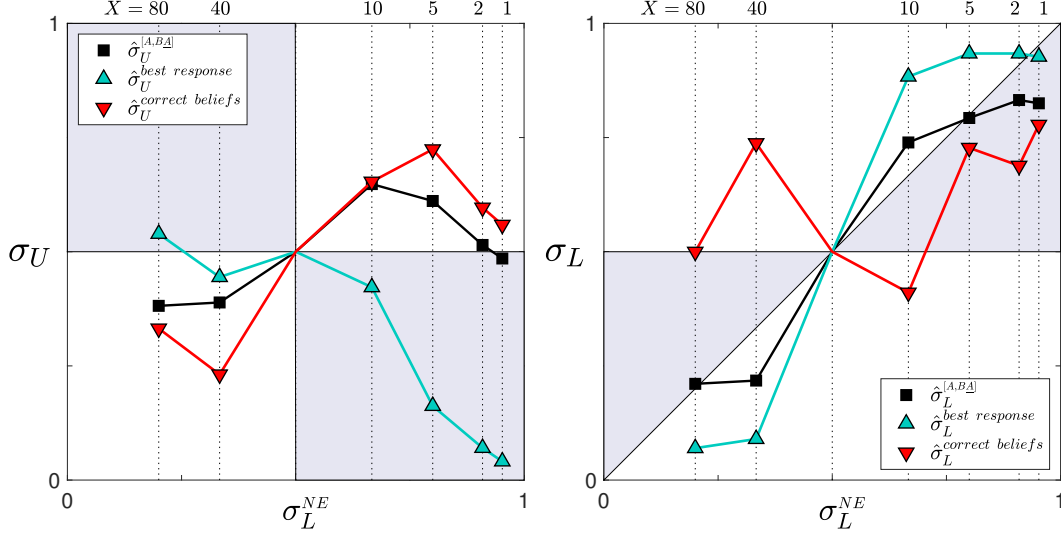 X = 80 40 10 5 2 1
1
σ̂_U^{[A,BA̲]}
σ̂_U^{best response}
σ̂_U^{correct beliefs}
σ_U
0
0 σ_L^{NE} 1
X = 80 40 10 5 2 1
1
σ_L
σ̂_L^{[A,BA̲]}
σ̂_L^{best response}
σ̂_L^{correct beliefs}
0
0 σ_L^{NE} 1